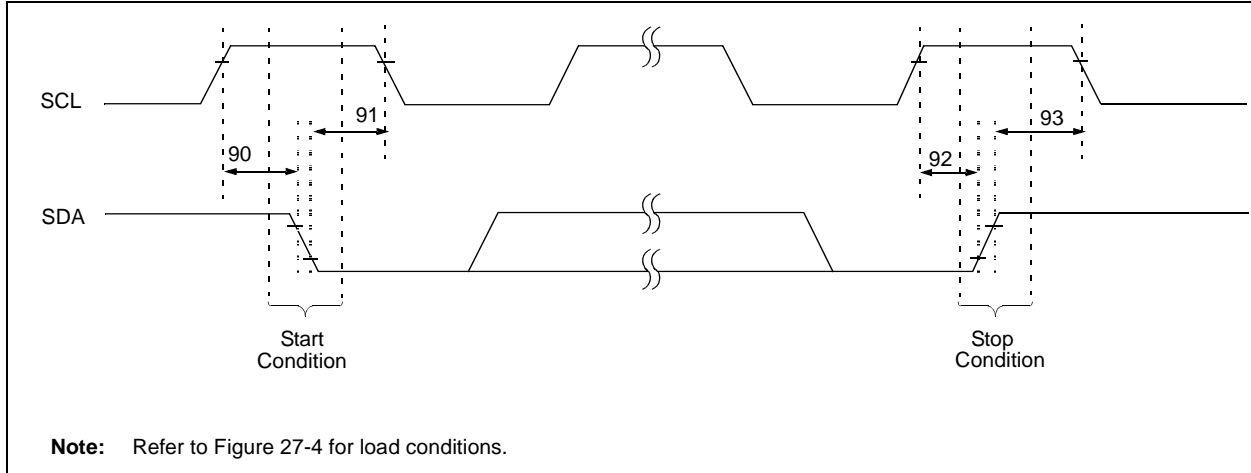 SCL
91
93
90
92
SDA
Start
Condition
Stop
Condition
Note: Refer to Figure 27-4 for load conditions.